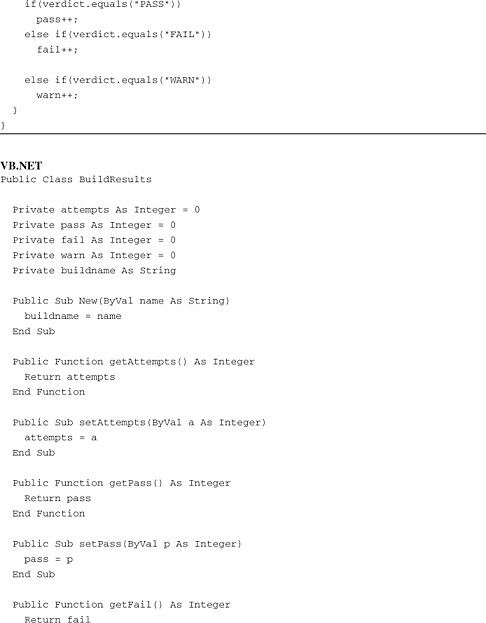 if(verdict.equals("PASS"))
pass++;
else if(verdict.equals("FAIL"))
fail++;
else if(verdict.equals("WARN"))
warn++;
}
}
VB.NET
Public Class BuildResults
Private attempts As Integer = 0
Private pass As Integer = 0
Private fail As Integer = 0
Private warn As Integer = 0
Private buildname As String
Public Sub New(ByVal name As String)
buildname = name
End Sub
Public Function getAttempts() As Integer
Return attempts
End Function
Public Sub setAttempts(ByVal a As Integer)
attempts = a
End Sub
Public Function getPass() As Integer
Return pass
End Function
Public Sub setPass(ByVal p As Integer)
pass = p
End Sub
Public Function getFail() As Integer
Return fail